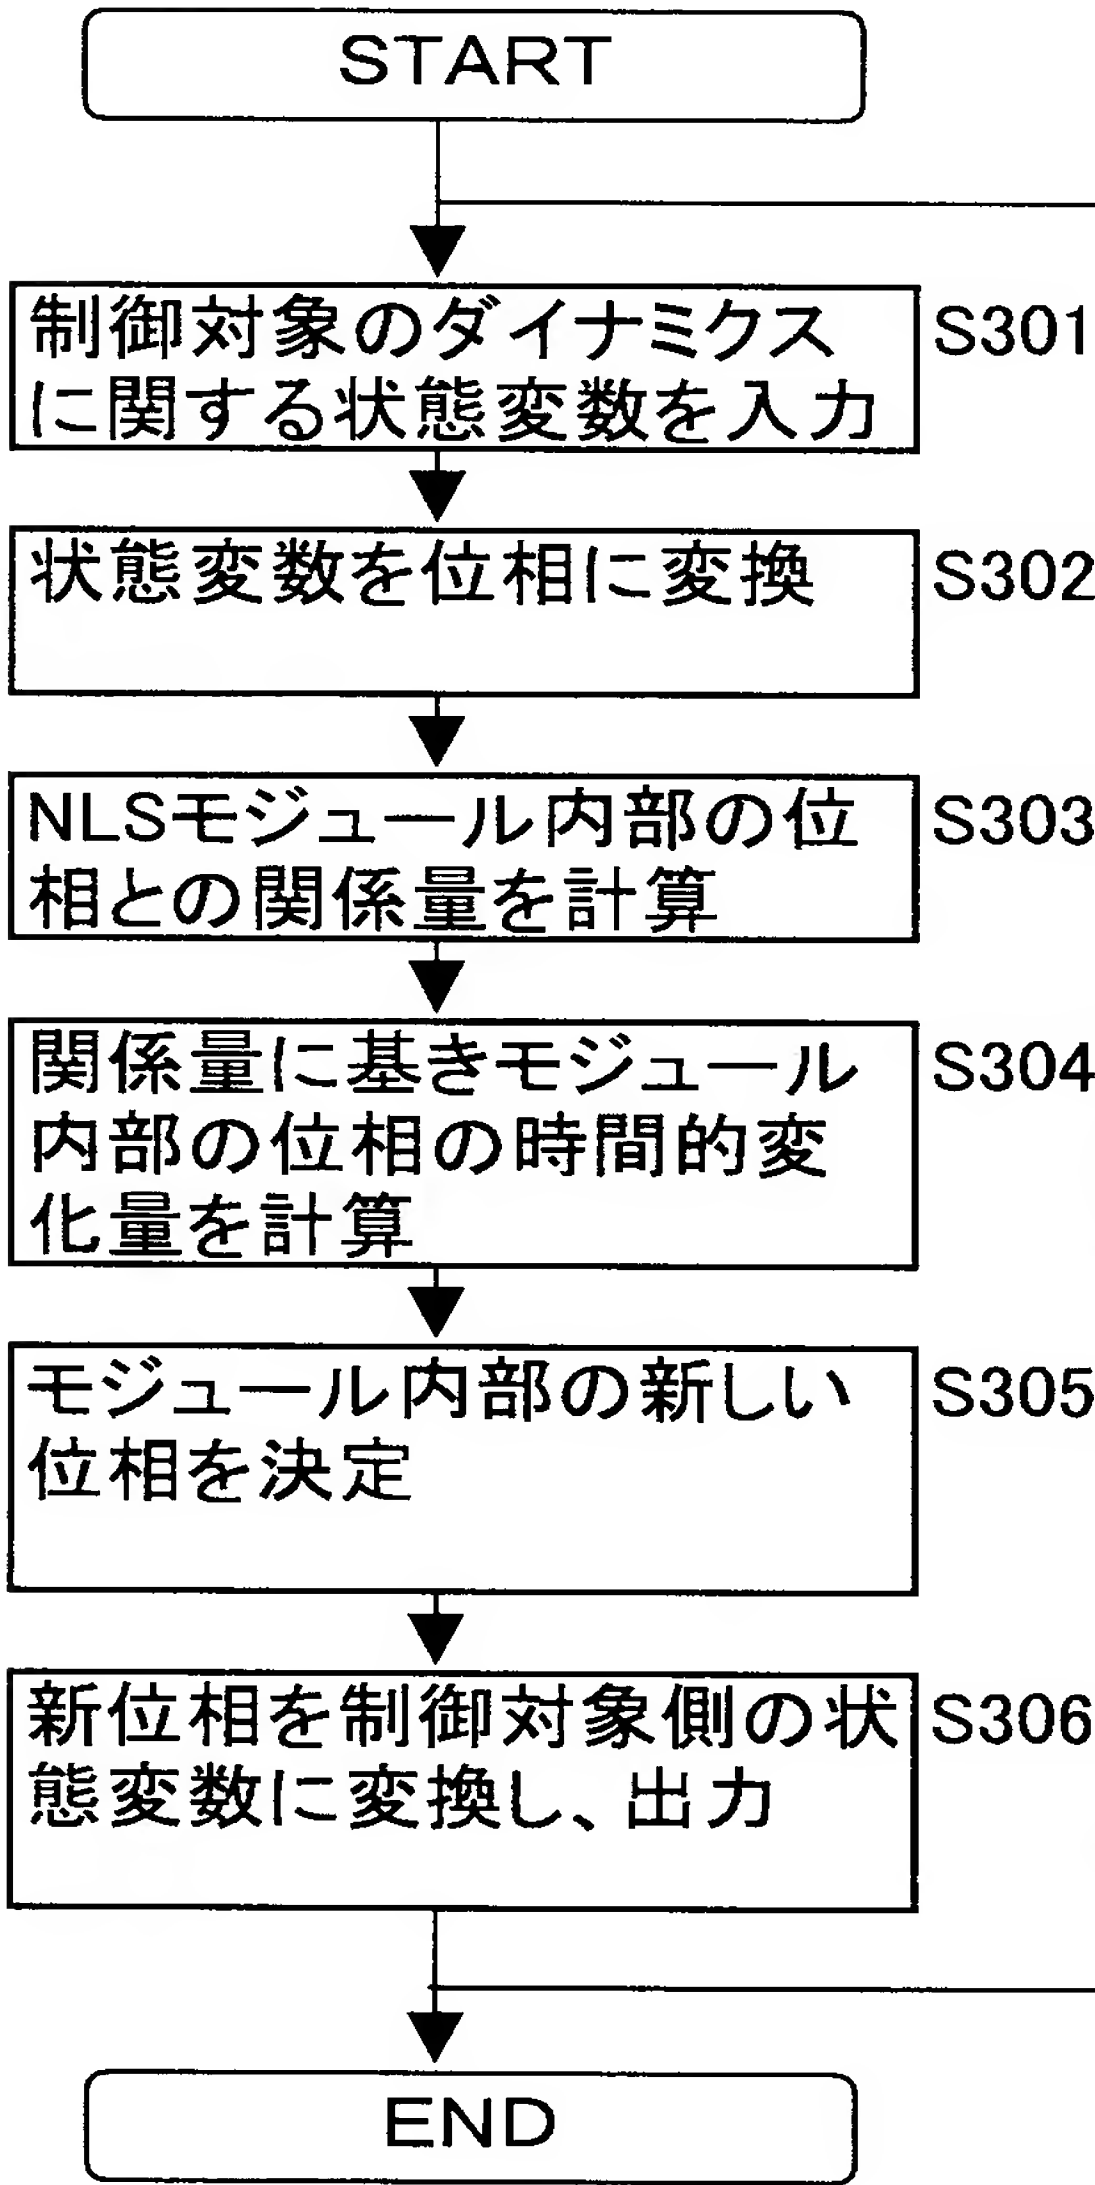 START
制御対象のダイナミクス
に関する状態変数を入力
S301
状態変数を位相に変換
S302
NLSモジュール内部の位
相との関係量を計算
S303
関係量に基きモジュール
内部の位相の時間的変
化量を計算
S304
モジュール内部の新しい
位相を決定
S305
新位相を制御対象側の状
態変数に変換し、出力
S306
END